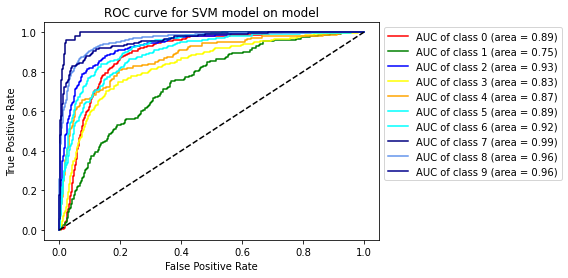 ROC curve for SVM model on model
True Positive Rate
1.0
0.8
0.6
0.4
0.2
0.0
0.0 0.2 0.4 0.6 0.8 1.0
False Positive Rate
AUC of class 0 (area = 0.89)
AUC of class 1 (area = 0.75)
AUC of class 2 (area = 0.93)
AUC of class 3 (area = 0.83)
AUC of class 4 (area = 0.87)
AUC of class 5 (area = 0.89)
AUC of class 6 (area = 0.92)
AUC of class 7 (area = 0.99)
AUC of class 8 (area = 0.96)
AUC of class 9 (area = 0.96)